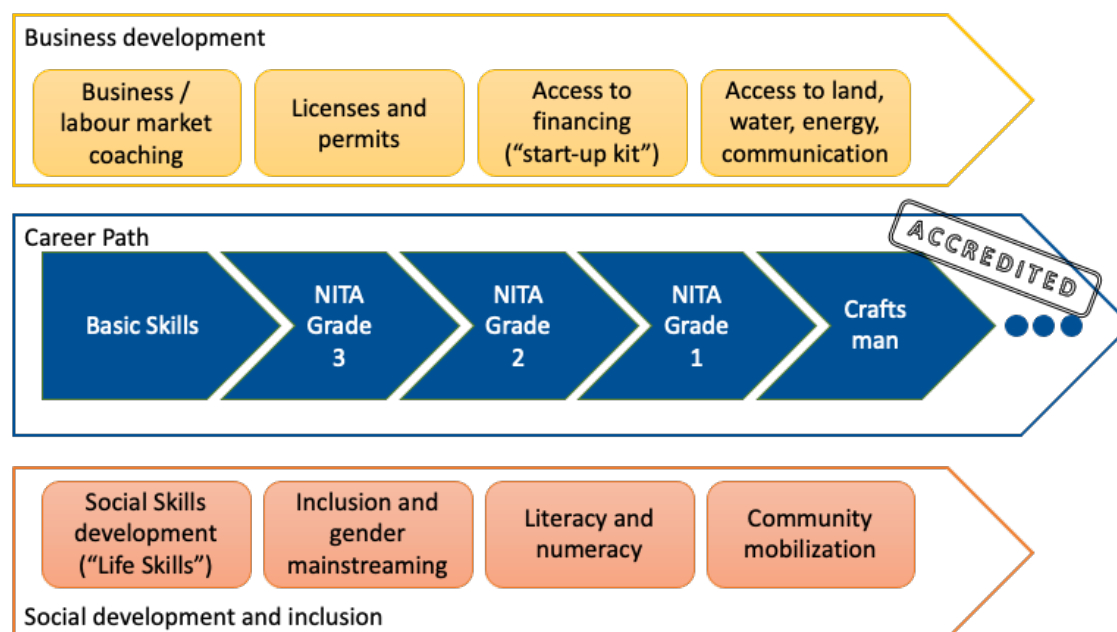 Business development
Business /
labour market
coaching
Licenses and
permits
Access to
financing
(“start-up kit”)
Access to land,
water, energy,
communication
Career Path
ACCREDITED
Basic Skills
NITA
Grade
3
NITA
Grade
2
NITA
Grade
1
Crafts
man
Social Skills
development
(“Life Skills”)
Inclusion and
gender
mainstreaming
Literacy and
numeracy
Community
mobilization
Social development and inclusion